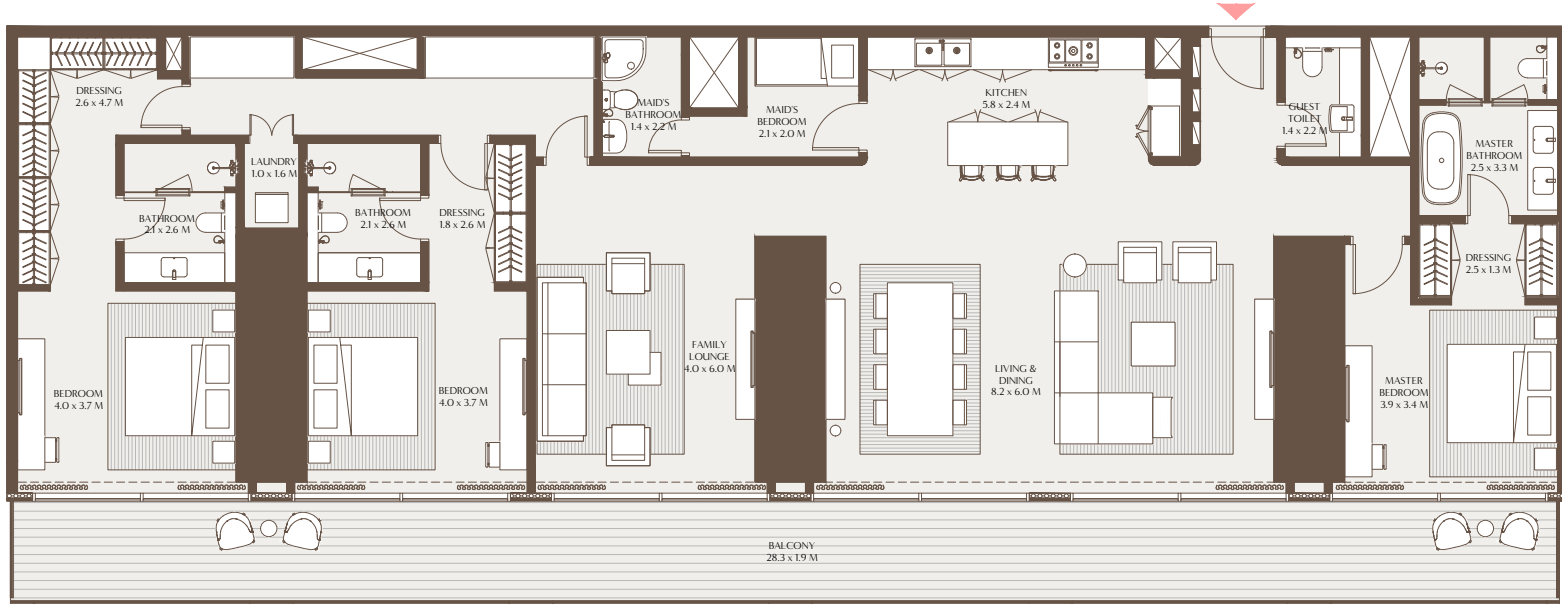 DRESSING
2.6 x 4.7 M
MAID'S
BATHROOM
1.4 x 2.2 M
MAID'S
BEDROOM
2.1 x 2.0 M
KITCHEN
5.8 x 2.4 M
GUEST
TOILET
1.4 x 2.2 M
MASTER
BATHROOM
2.5 x 3.3 M
LAUNDRY
1.0 x 1.6 M
BATHROOM
2.1 x 2.6 M
BATHROOM
2.1 x 2.6 M
DRESSING
1.8 x 2.6 M
DRESSING
2.5 x 1.3 M
BEDROOM
4.0 x 3.7 M
BEDROOM
4.0 x 3.7 M
FAMILY
LOUNGE
4.0 x 6.0 M
LIVING &
DINING
8.2 x 6.0 M
MASTER
BEDROOM
3.9 x 3.4 M
BALCONY
28.3 x 1.9 M